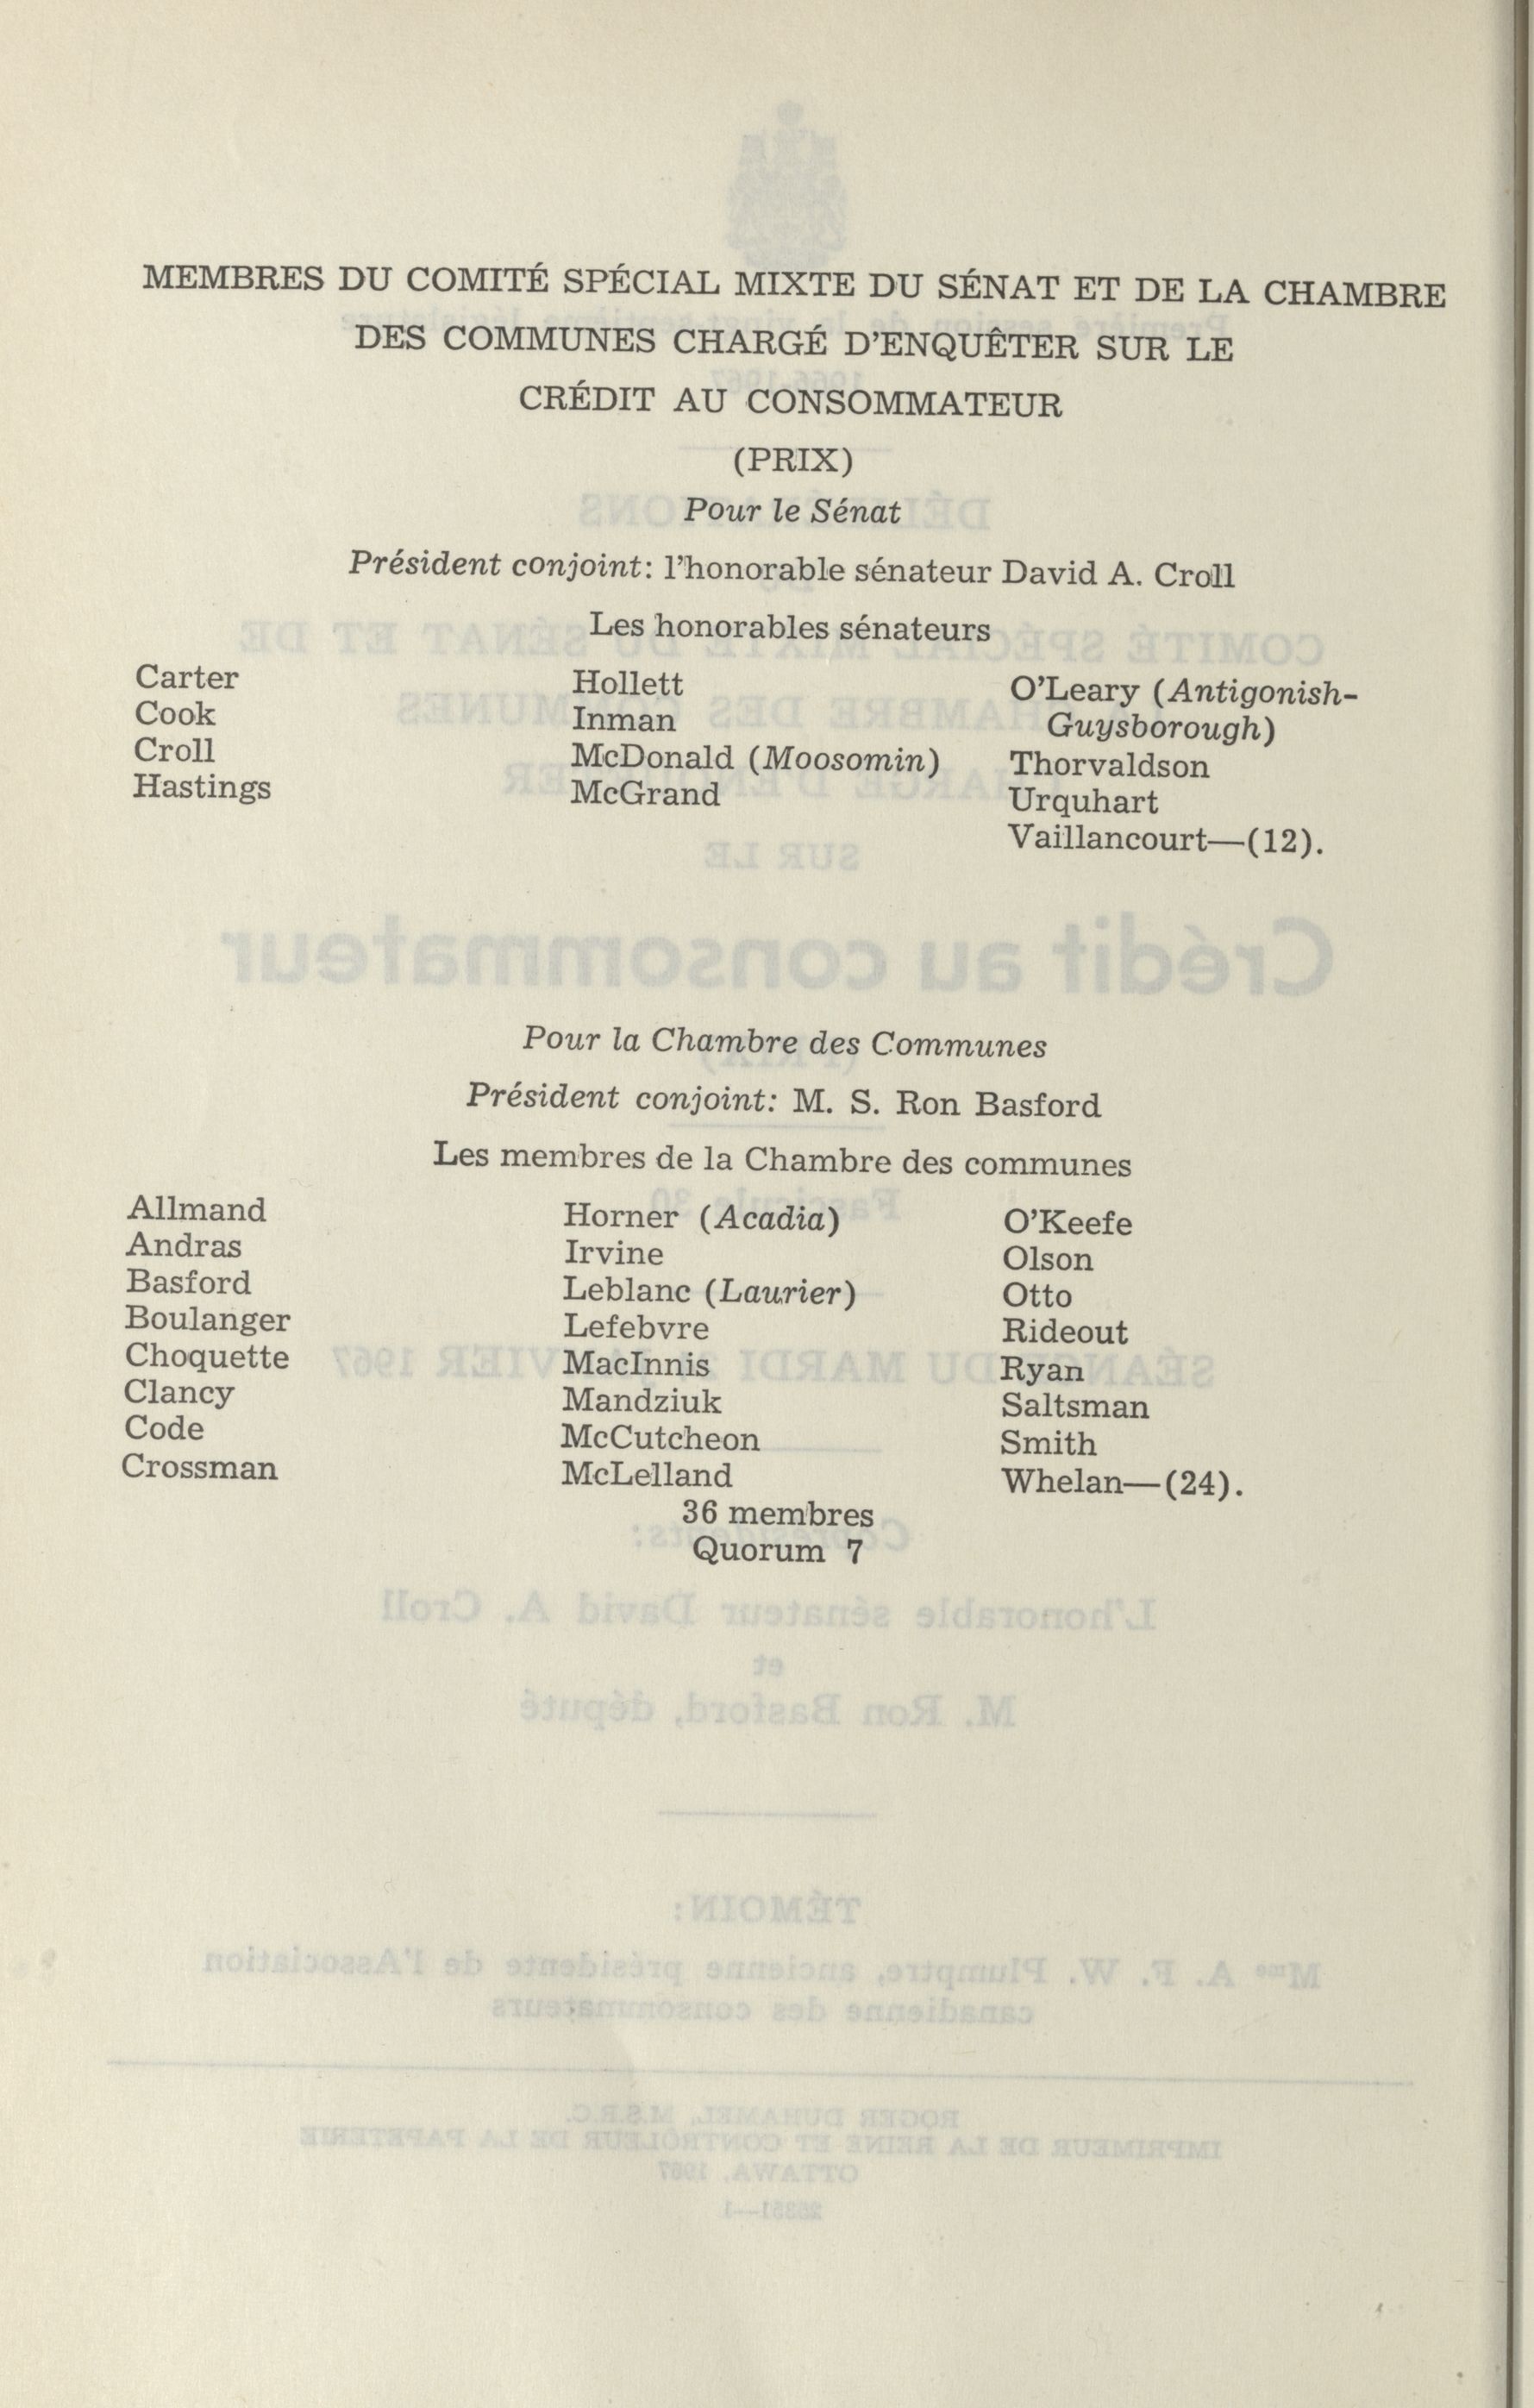 MEMBRES DU COMITÉ SPÉCIAL MIXTE DU SÉNAT ET DE LA CHAMBRE
DES COMMUNES CHARGÉ D'ENQUÊTER SUR LE
CRÉDIT AU CONSOMMATEUR
(PRIX)
Pour le Sénat
Président conjoint: l'honorable sénateur David A. Croll
Les honorables sénateurs
Carter
Cook
Croll
Hastings
Hollett
Inman
McDonald (Moosomin)
McGrand
O'Leary (Antigonish-
Guysborough)
Thorvaldson
Urquhart
Vaillancourt—(12).
Pour la Chambre des Communes
Président conjoint: M. S. Ron Basford
Les membres de la Chambre des communes
Allmand
Andras
Basford
Boulanger
Choquette
Clancy
Code
Crossman
Horner (Acadia)
Irvine
Leblanc (Laurier)
Lefebvre
MacInnis
Mandziuk
McCutcheon
McLelland
O'Keefe
Olson
Otto
Rideout
Ryan
Saltsman
Smith
Whelan—(24).
36 membres
Quorum 7